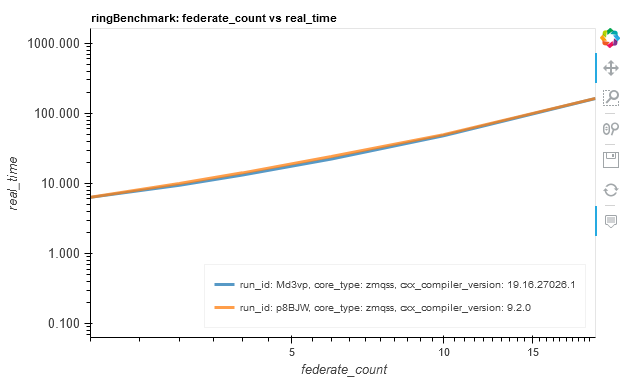 ringBenchmark: federate_count vs real_time
1000.000
100.000
10.000
1.000
0.100
real_time
run_id: Md3vp, core_type: zmqss, cxx_compiler_version: 19.16.27026.1
run_id: p8BJW, core_type: zmqss, cxx_compiler_version: 9.2.0
5
10
15
federate_count